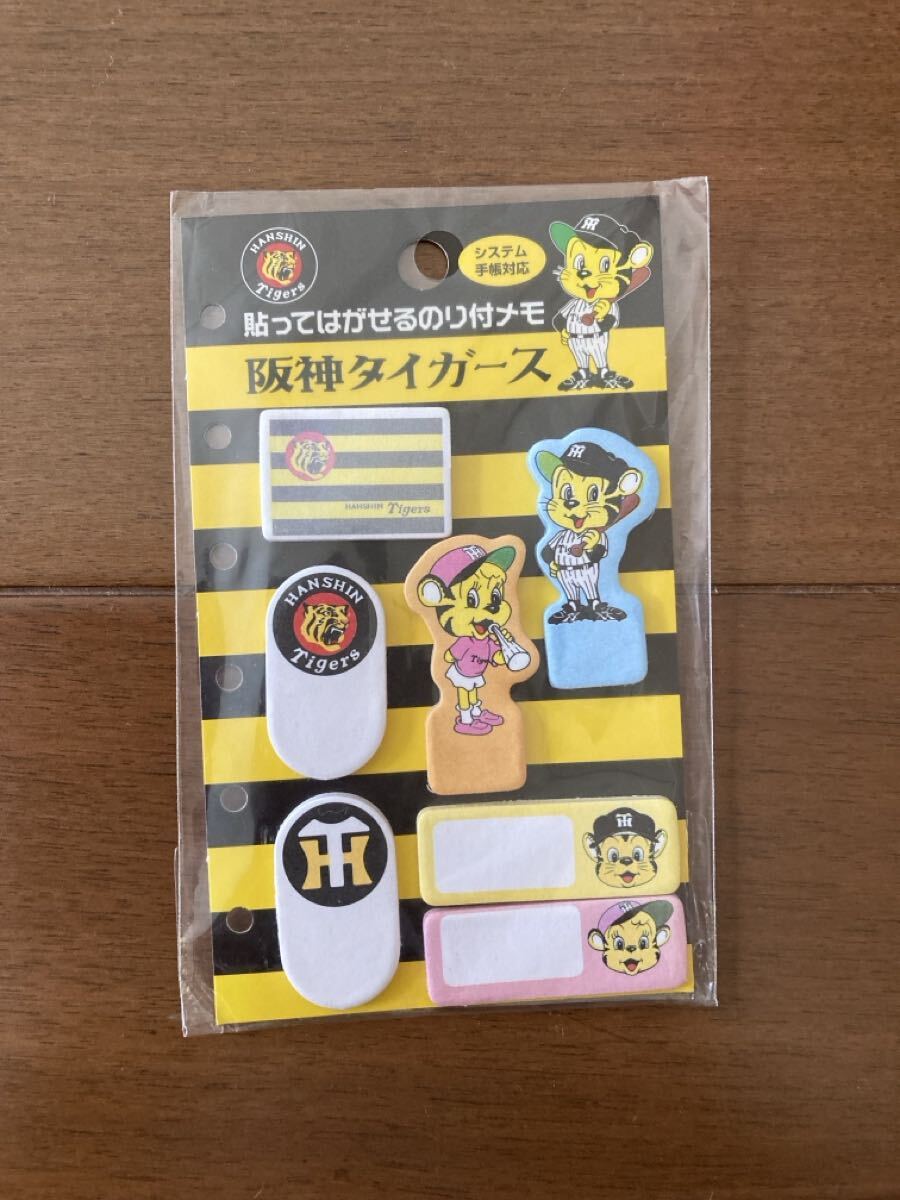 HANSHIN
Tigers
システム
手帳対応
貼ってはがせるのり付メモ
阪神タイガース
HANSHIN Tigers
HANSHIN
Tigers
Tigers